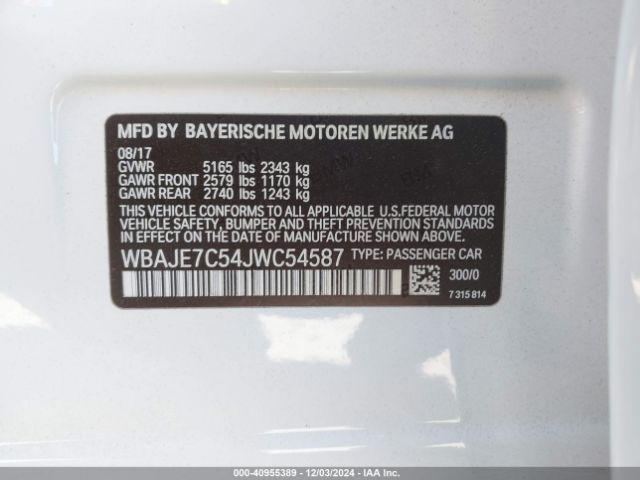 MFD BY BAYERISCHE MOTOREN WERKE AG
08/17
GVWR 5165 lbs 2343 kg
GAWR FRONT 2579 lbs 1170 kg
GAWR REAR 2740 lbs 1243 kg
THIS VEHICLE CONFORMS TO ALL APPLICABLE U.S.FEDERAL MOTOR
VEHICLE SAFETY, BUMPER AND THEFT PREVENTION STANDARDS IN
EFFECT ON THE DATE OF MANUFACTURE SHOWN ABOVE.
WBAJE7C54JWC54587 TYPE: PASSENGER CAR
300/0
7315814
000-40955389 - 12/03/2024 - IAA Inc.